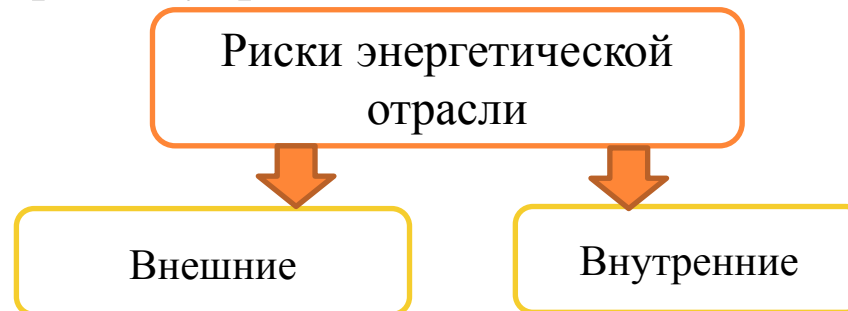 Риски энергетической
отрасли
Внешние
Внутренние